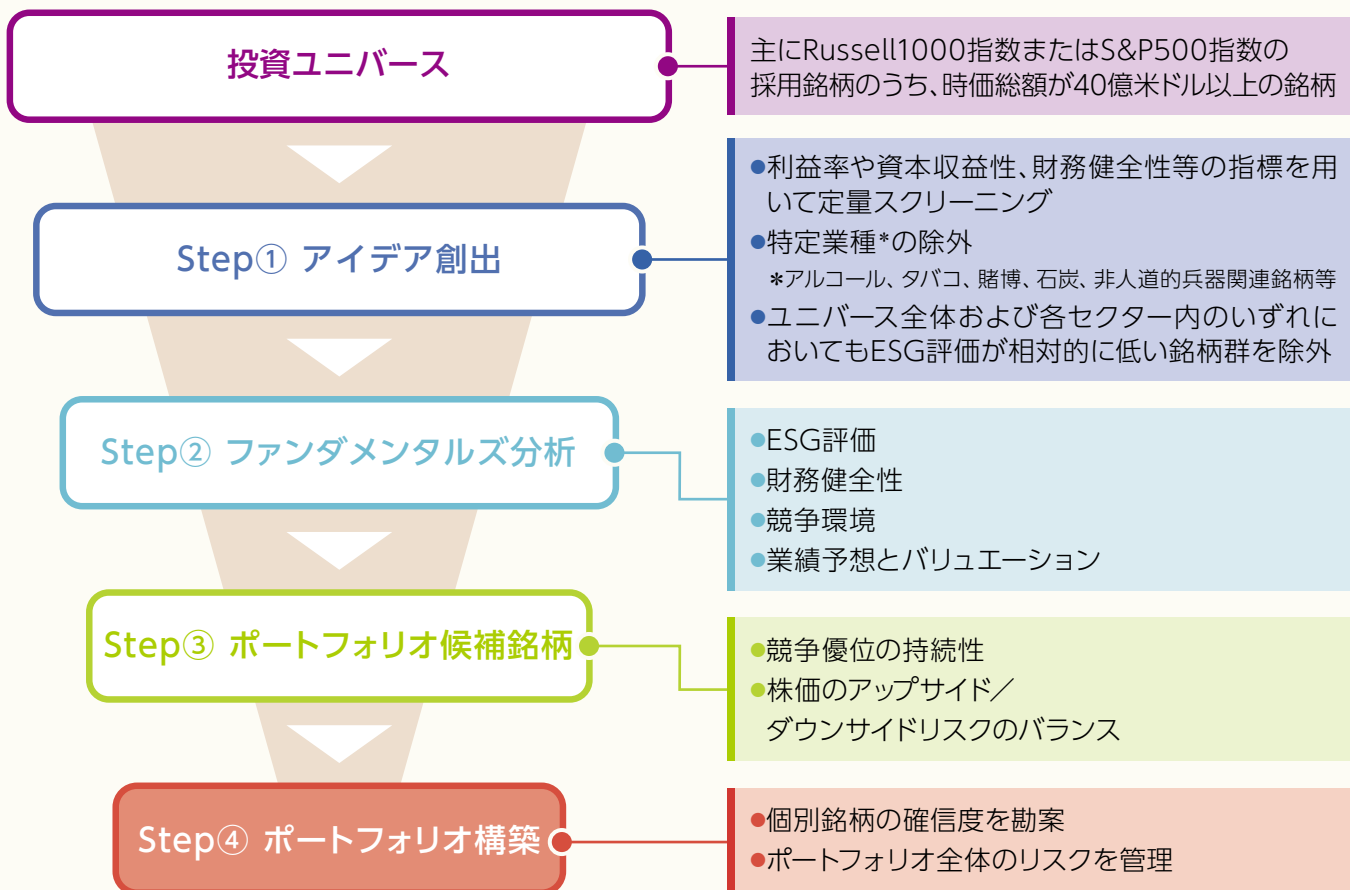 投資ユニバース
主にRussell1000指数またはS&P500指数の
採用銘柄のうち、時価総額が40億米ドル以上の銘柄
Step① アイデア創出
●利益率や資本収益性、財務健全性等の指標を用
いて定量スクリーニング
●特定業種*の除外
*アルコール、タバコ、賭博、石炭、非人道的兵器関連銘柄等
●ユニバース全体および各セクター内のいずれに
おいてもESG評価が相対的に低い銘柄群を除外
Step② ファンダメンタルズ分析
●ESG評価
●財務健全性
●競争環境
●業績予想とバリュエーション
Step③ ポートフォリオ候補銘柄
●競争優位の持続性
●株価のアップサイド/
ダウンサイドリスクのバランス
Step④ ポートフォリオ構築
●個別銘柄の確信度を勘案
●ポートフォリオ全体のリスクを管理